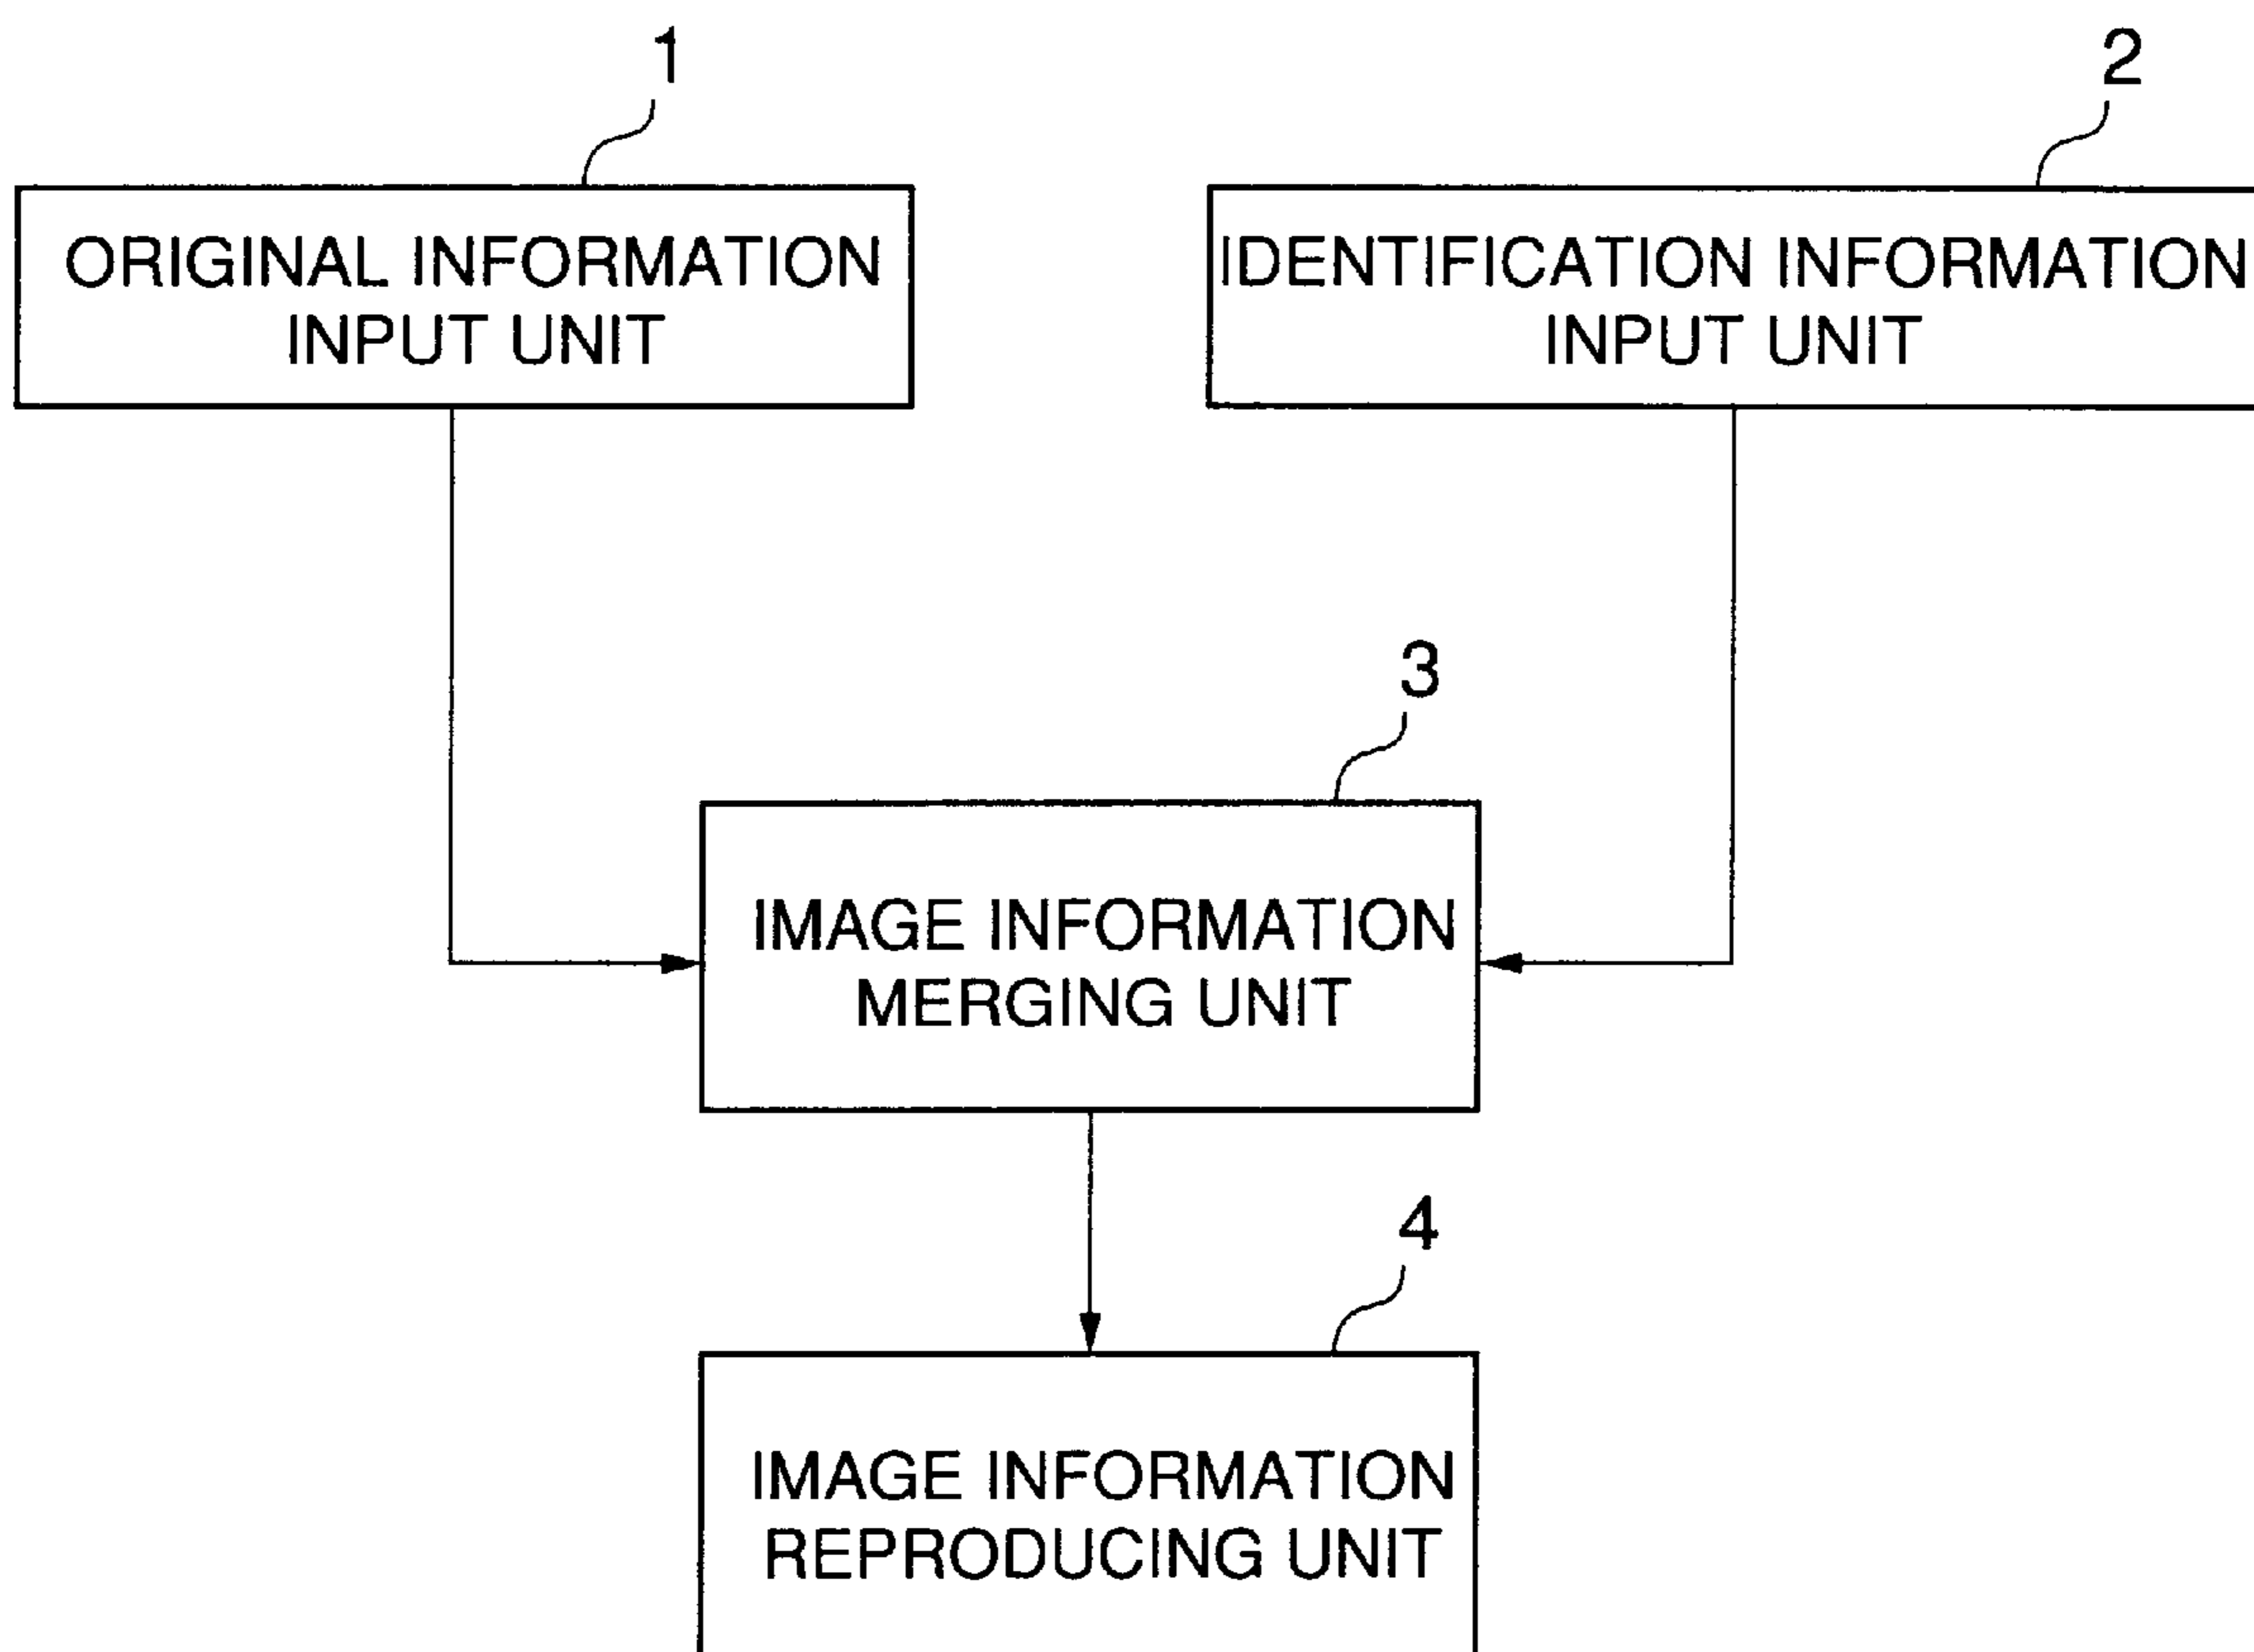 1
ORIGINAL INFORMATION
INPUT UNIT
2
IDENTIFICATION INFORMATION
INPUT UNIT
3
IMAGE INFORMATION
MERGING UNIT
4
IMAGE INFORMATION
REPRODUCING UNIT